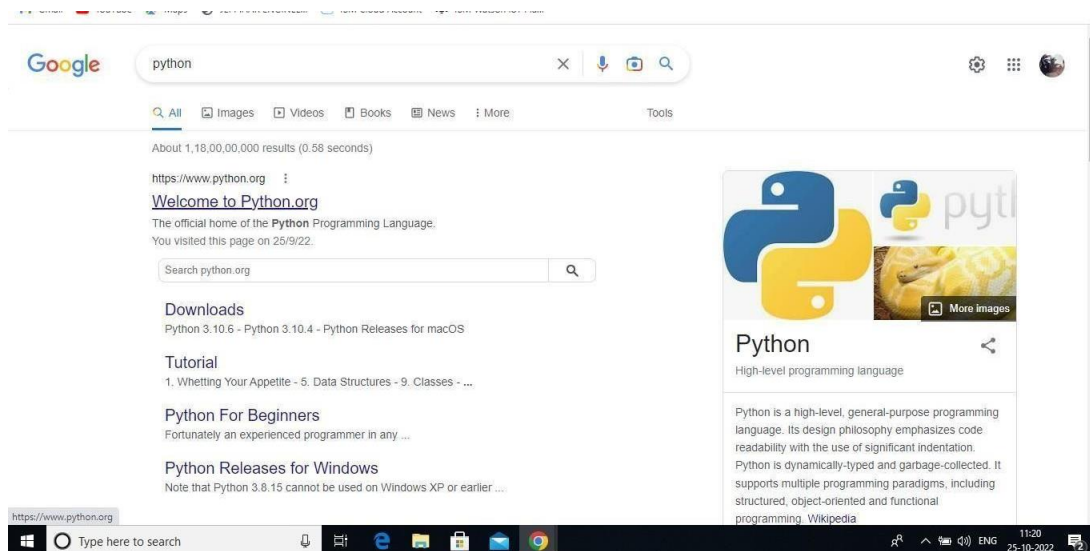 Google
python
All Images Videos Books News More Tools
About 1,18,00,00,000 results (0.58 seconds)
https://www.python.org
Welcome to Python.org
The official home of the Python Programming Language.
You visited this page on 25/9/22.
Search python.org
Downloads
Python 3.10.6 - Python 3.10.4 - Python Releases for macOS
Tutorial
1. Whetting Your Appetite - 5. Data Structures - 9. Classes - ...
Python For Beginners
Fortunately an experienced programmer in any ...
Python Releases for Windows
Note that Python 3.8.15 cannot be used on Windows XP or earlier ...
More images
Python
High-level programming language
Python is a high-level, general-purpose programming
language. Its design philosophy emphasizes code
readability with the use of significant indentation.
Python is dynamically-typed and garbage-collected. It
supports multiple programming paradigms, including
structured, object-oriented and functional
programming. Wikipedia
https://www.python.org
Type here to search
ENG
11:20
25-10-2022